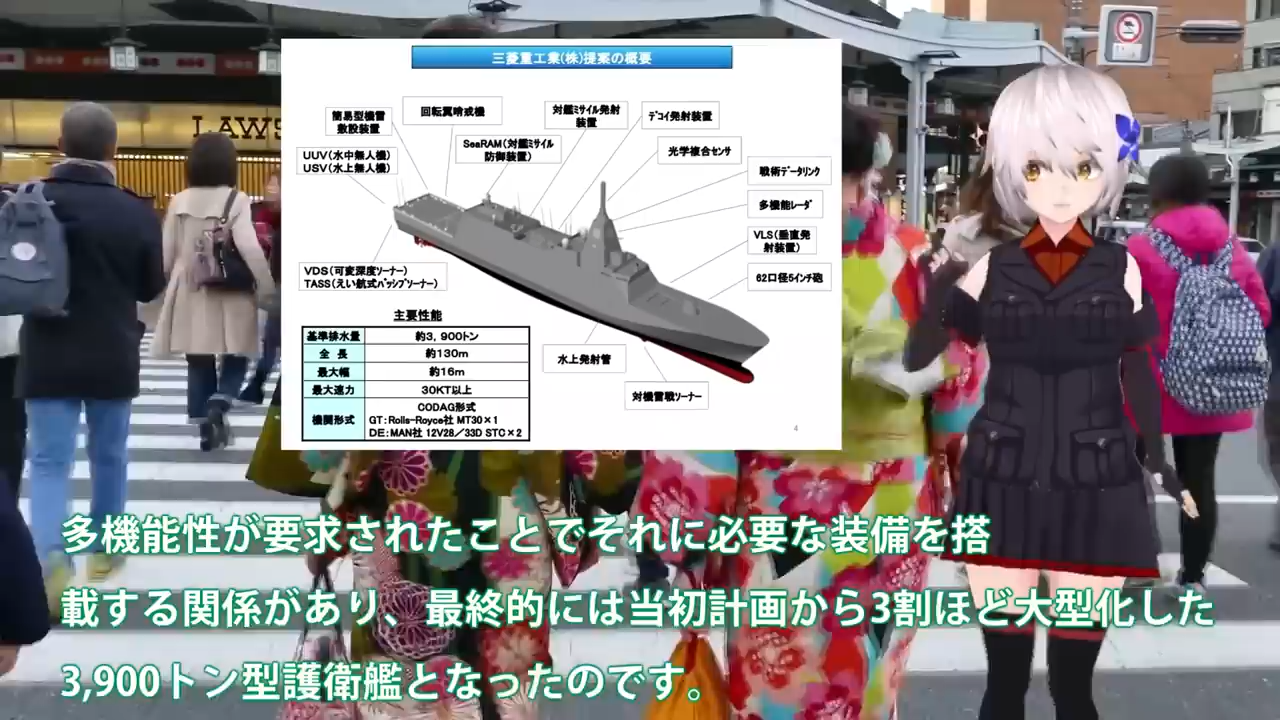 LAWS
三菱重工業(株)提案の概要
簡易型機雷
敷設装置
回転翼哨戒機
対艦ミサイル発射
装置
デコイ発射装置
UUV(水中無人機)
USV(水上無人機)
SeaRAM(対艦ミサイル
防御装置)
光学複合センサ
戦術データリンク
多機能レーダ
VLS(垂直発
射装置)
62口径5インチ砲
VDS(可変深度ソーナー)
TASS(えい航式パッシブソーナー)
主要性能
基準排水量 約3,900トン
全 長 約130m
最大幅 約16m
最大速力 30KT以上
機関形式 CODAG形式
GT:Rolls-Royce社 MT30×1
DE:MAN社 12V28/33D STC×2
水上発射管
対機雷戦ソーナー
4
多機能性が要求されたことでそれに必要な装備を搭
載する関係があり、最終的には当初計画から3割ほど大型化した
3,900トン型護衛艦となったのです。